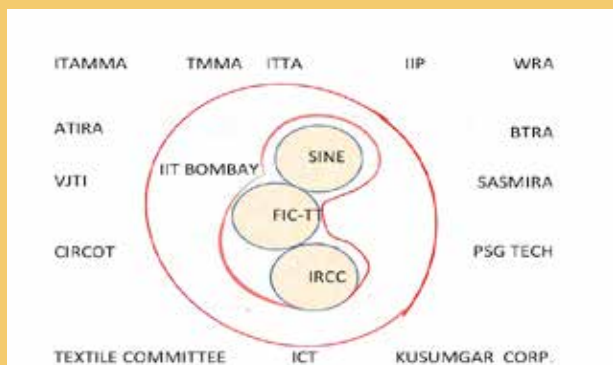 ITAMMA TMMA ITTA IIP WRA
ATIRA BTRA
SINE
IIT BOMBAY
VJTI SASMIRA
FIC-TT
CIRCOT PSG TECH
IRCC
TEXTILE COMMITTEE ICT KUSUMGAR CORP.